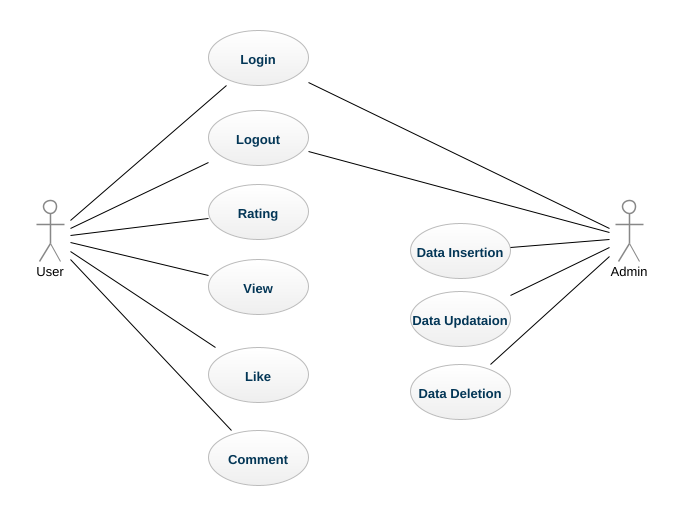 Login
Logout
Rating
View
Like
Comment
User
Data Insertion
Data Updataion
Data Deletion
Admin